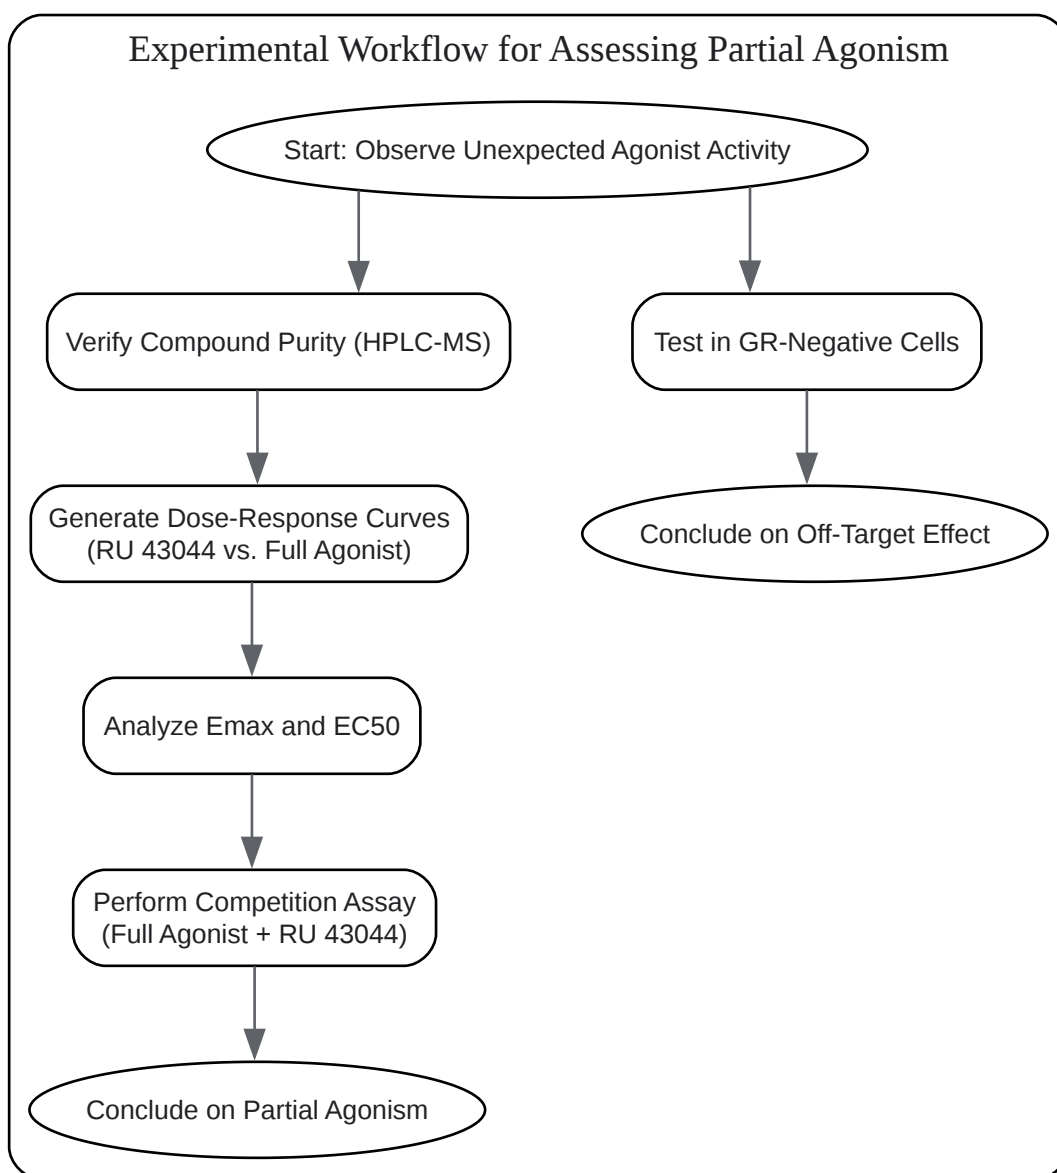 Experimental Workflow for Assessing Partial Agonism
Start: Observe Unexpected Agonist Activity
Verify Compound Purity (HPLC-MS)
Test in GR-Negative Cells
Generate Dose-Response Curves
(RU 43044 vs. Full Agonist)
Conclude on Off-Target Effect
Analyze Emax and EC50
Perform Competition Assay
(Full Agonist + RU 43044)
Conclude on Partial Agonism